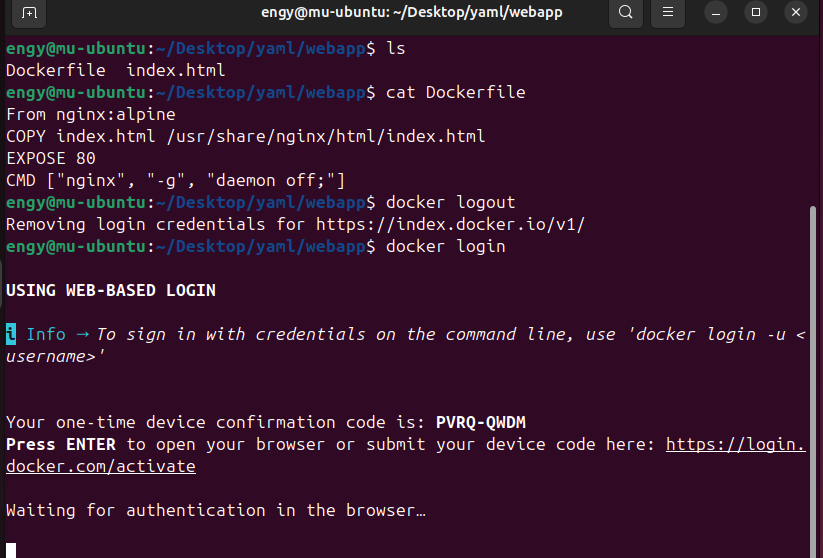 engy@mu-ubuntu: ~/Desktop/yaml/webapp
engy@mu-ubuntu:~/Desktop/yaml/webapp$ ls
Dockerfile  index.html
engy@mu-ubuntu:~/Desktop/yaml/webapp$ cat Dockerfile
From nginx:alpine
COPY index.html /usr/share/nginx/html/index.html
EXPOSE 80
CMD ["nginx", "-g", "daemon off;"]
engy@mu-ubuntu:~/Desktop/yaml/webapp$ docker logout
Removing login credentials for https://index.docker.io/v1/
engy@mu-ubuntu:~/Desktop/yaml/webapp$ docker login
USING WEB-BASED LOGIN
i Info → To sign in with credentials on the command line, use 'docker login -u <
username>'
Your one-time device confirmation code is: PVRQ-QWDM
Press ENTER to open your browser or submit your device code here: https://login.
docker.com/activate
Waiting for authentication in the browser…